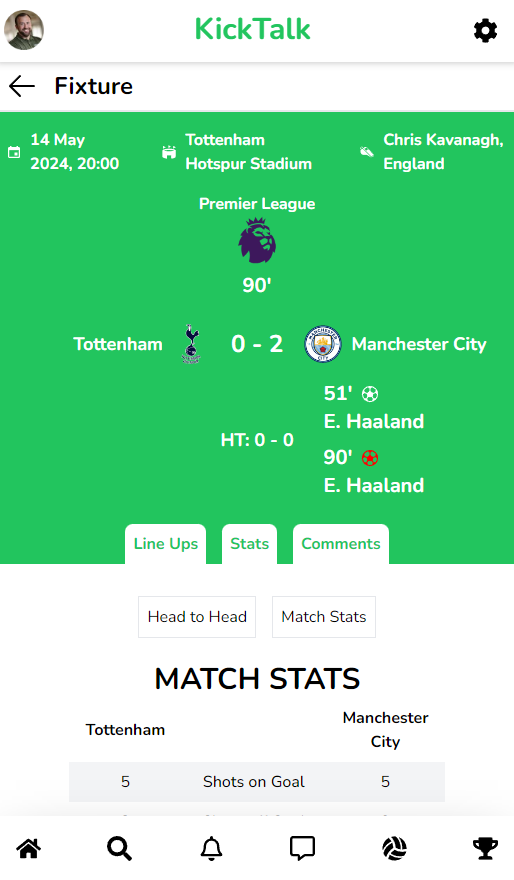 KickTalk
Fixture
14 May
2024, 20:00
Tottenham
Hotspur Stadium
Chris Kavanagh,
England
Premier League
90'
Tottenham 0 - 2 Manchester City
51'
E. Haaland
HT: 0 - 0
90'
E. Haaland
Line Ups Stats Comments
Head to Head Match Stats
MATCH STATS
Tottenham Manchester
City
5 Shots on Goal 5